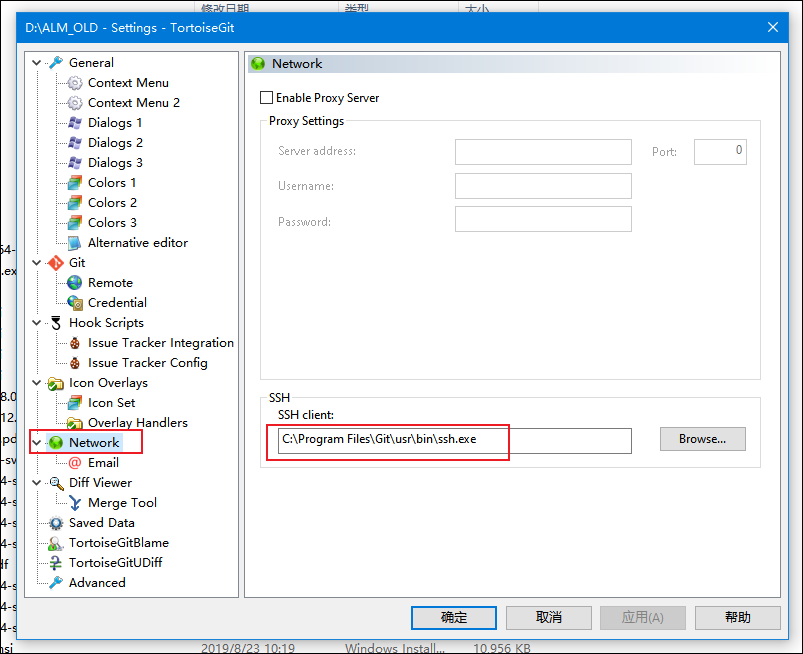 修改日期 类型 大小
D:\ALM_OLD - Settings - TortoiseGit
General
Context Menu
Context Menu 2
Dialogs 1
Dialogs 2
Dialogs 3
Colors 1
Colors 2
Colors 3
Alternative editor
Git
Remote
Credential
Hook Scripts
Issue Tracker Integration
Issue Tracker Config
Icon Overlays
Icon Set
Overlay Handlers
Network
Email
Diff Viewer
Merge Tool
Saved Data
TortoiseGitBlame
TortoiseGitUDiff
Advanced
Network
Enable Proxy Server
Proxy Settings
Server address:
Port:
0
Username:
Password:
SSH
SSH client:
C:\Program Files\Git\usr\bin\ssh.exe
Browse...
确定
取消
应用(A)
帮助
2019/8/23 10:19 Windows Install... 10,956 KB